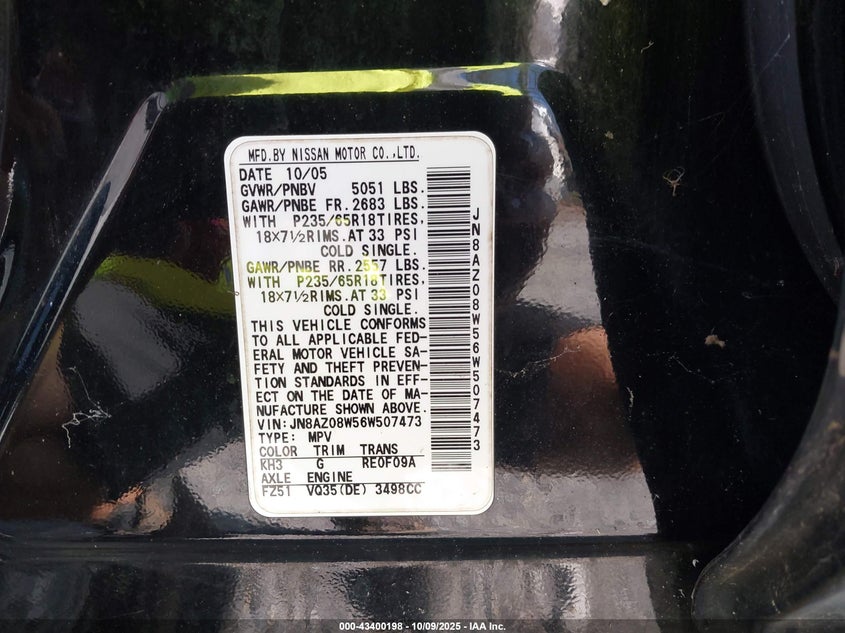 MFD.BY NISSAN MOTOR CO.,LTD.
DATE 10/05
GVWR/PNBV 5051 LBS.
GAWR/PNBE FR. 2683 LBS.
WITH P235/65R18TIRES,
18×7½RIMS.AT 33 PSI
COLD SINGLE.
GAWR/PNBE RR. 2557 LBS.
WITH P235/65R18TIRES,
18×7½RIMS.AT 33 PSI
COLD SINGLE.
THIS VEHICLE CONFORMS
TO ALL APPLICABLE FED-
ERAL MOTOR VEHICLE SA-
FETY AND THEFT PREVEN-
TION STANDARDS IN EFF-
ECT ON THE DATE OF MA-
NUFACTURE SHOWN ABOVE.
VIN:JN8AZ08W56W507473
TYPE: MPV
COLOR TRIM TRANS
KH3 G RE0F09A
AXLE ENGINE
FZ51 VQ35(DE) 3498CC
JN8AZ08W56W507473
000-43400198 - 10/09/2025 - IAA Inc.